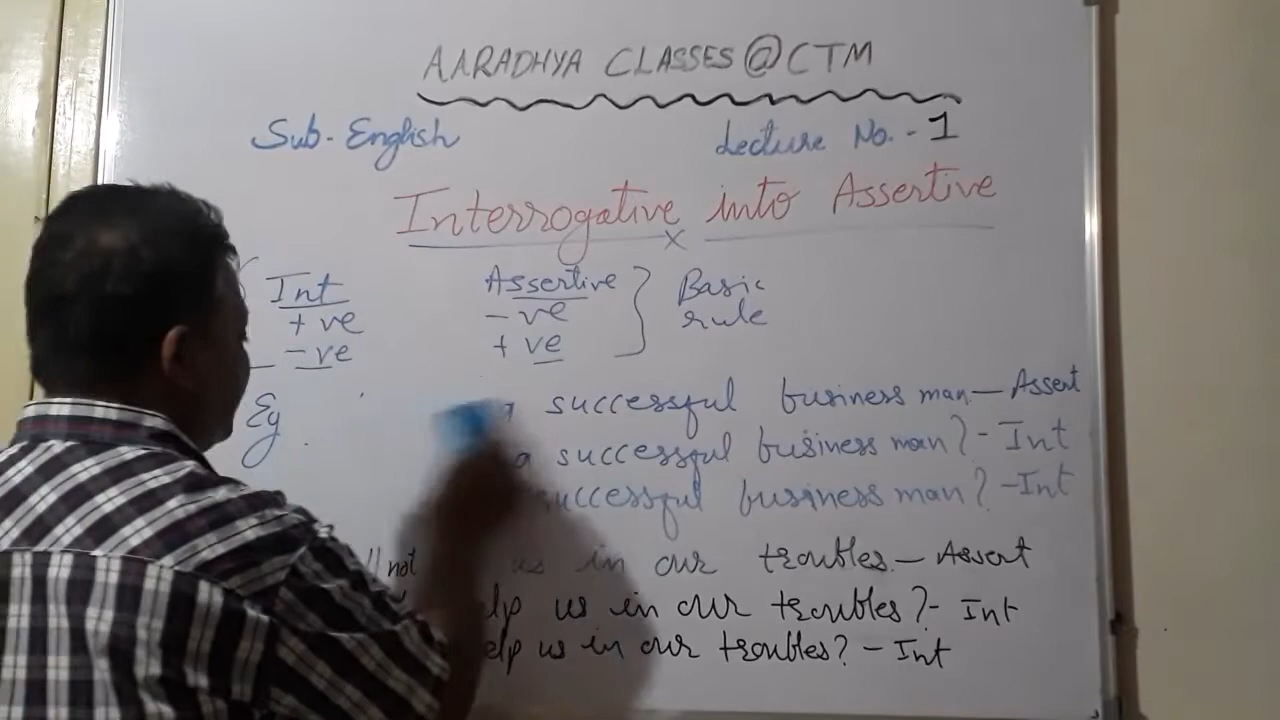 AARADHYA CLASSES @ CTM
Sub- English
Lecture No.- 1
Interrogative into Assertive
Int Assertive
+ ve - ve
- ve + ve
Basic
rule
Eg
a successful business man - Assert
a successful business man? - Int
successful business man? - Int
not us in our troubles. - Assert
help us in our troubles? - Int
help us in our troubles? - Int